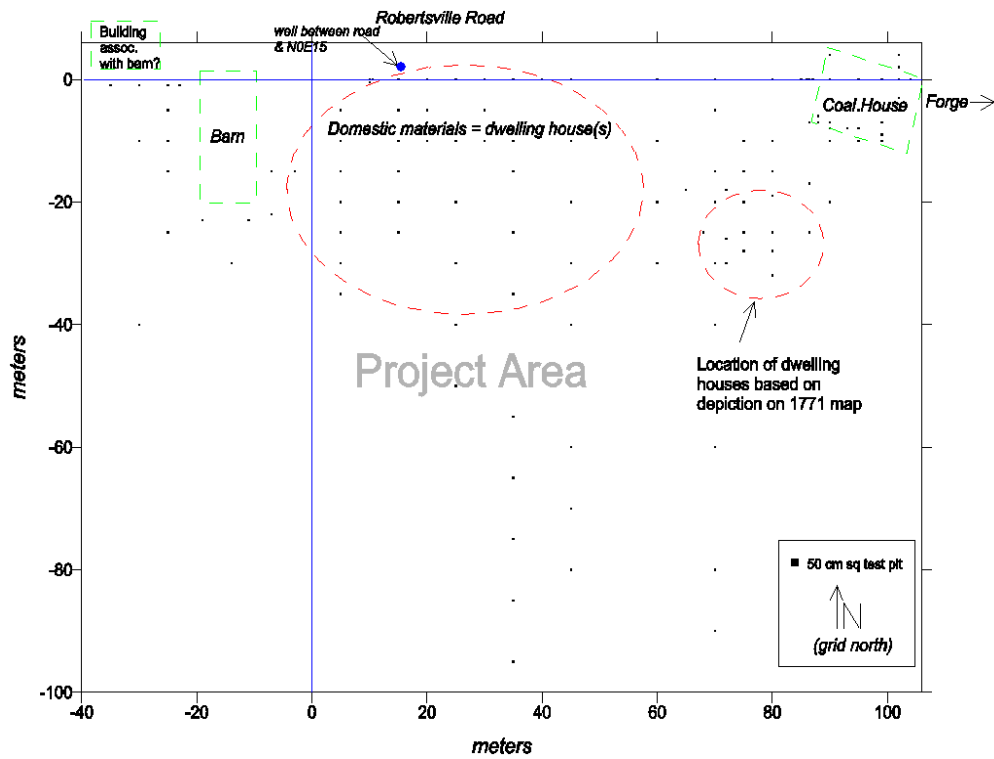 Robertsville Road
Building
assoc.
with barn?
well between road
& N0E15
0
Barn
Domestic materials = dwelling house(s)
Coal House
Forge
-20
-40
Project Area
Location of dwelling
houses based on
depiction on 1771 map
meters
-60
-80
50 cm sq test pit
N
(grid north)
-100
-40
-20
0
20
40
60
80
100
meters